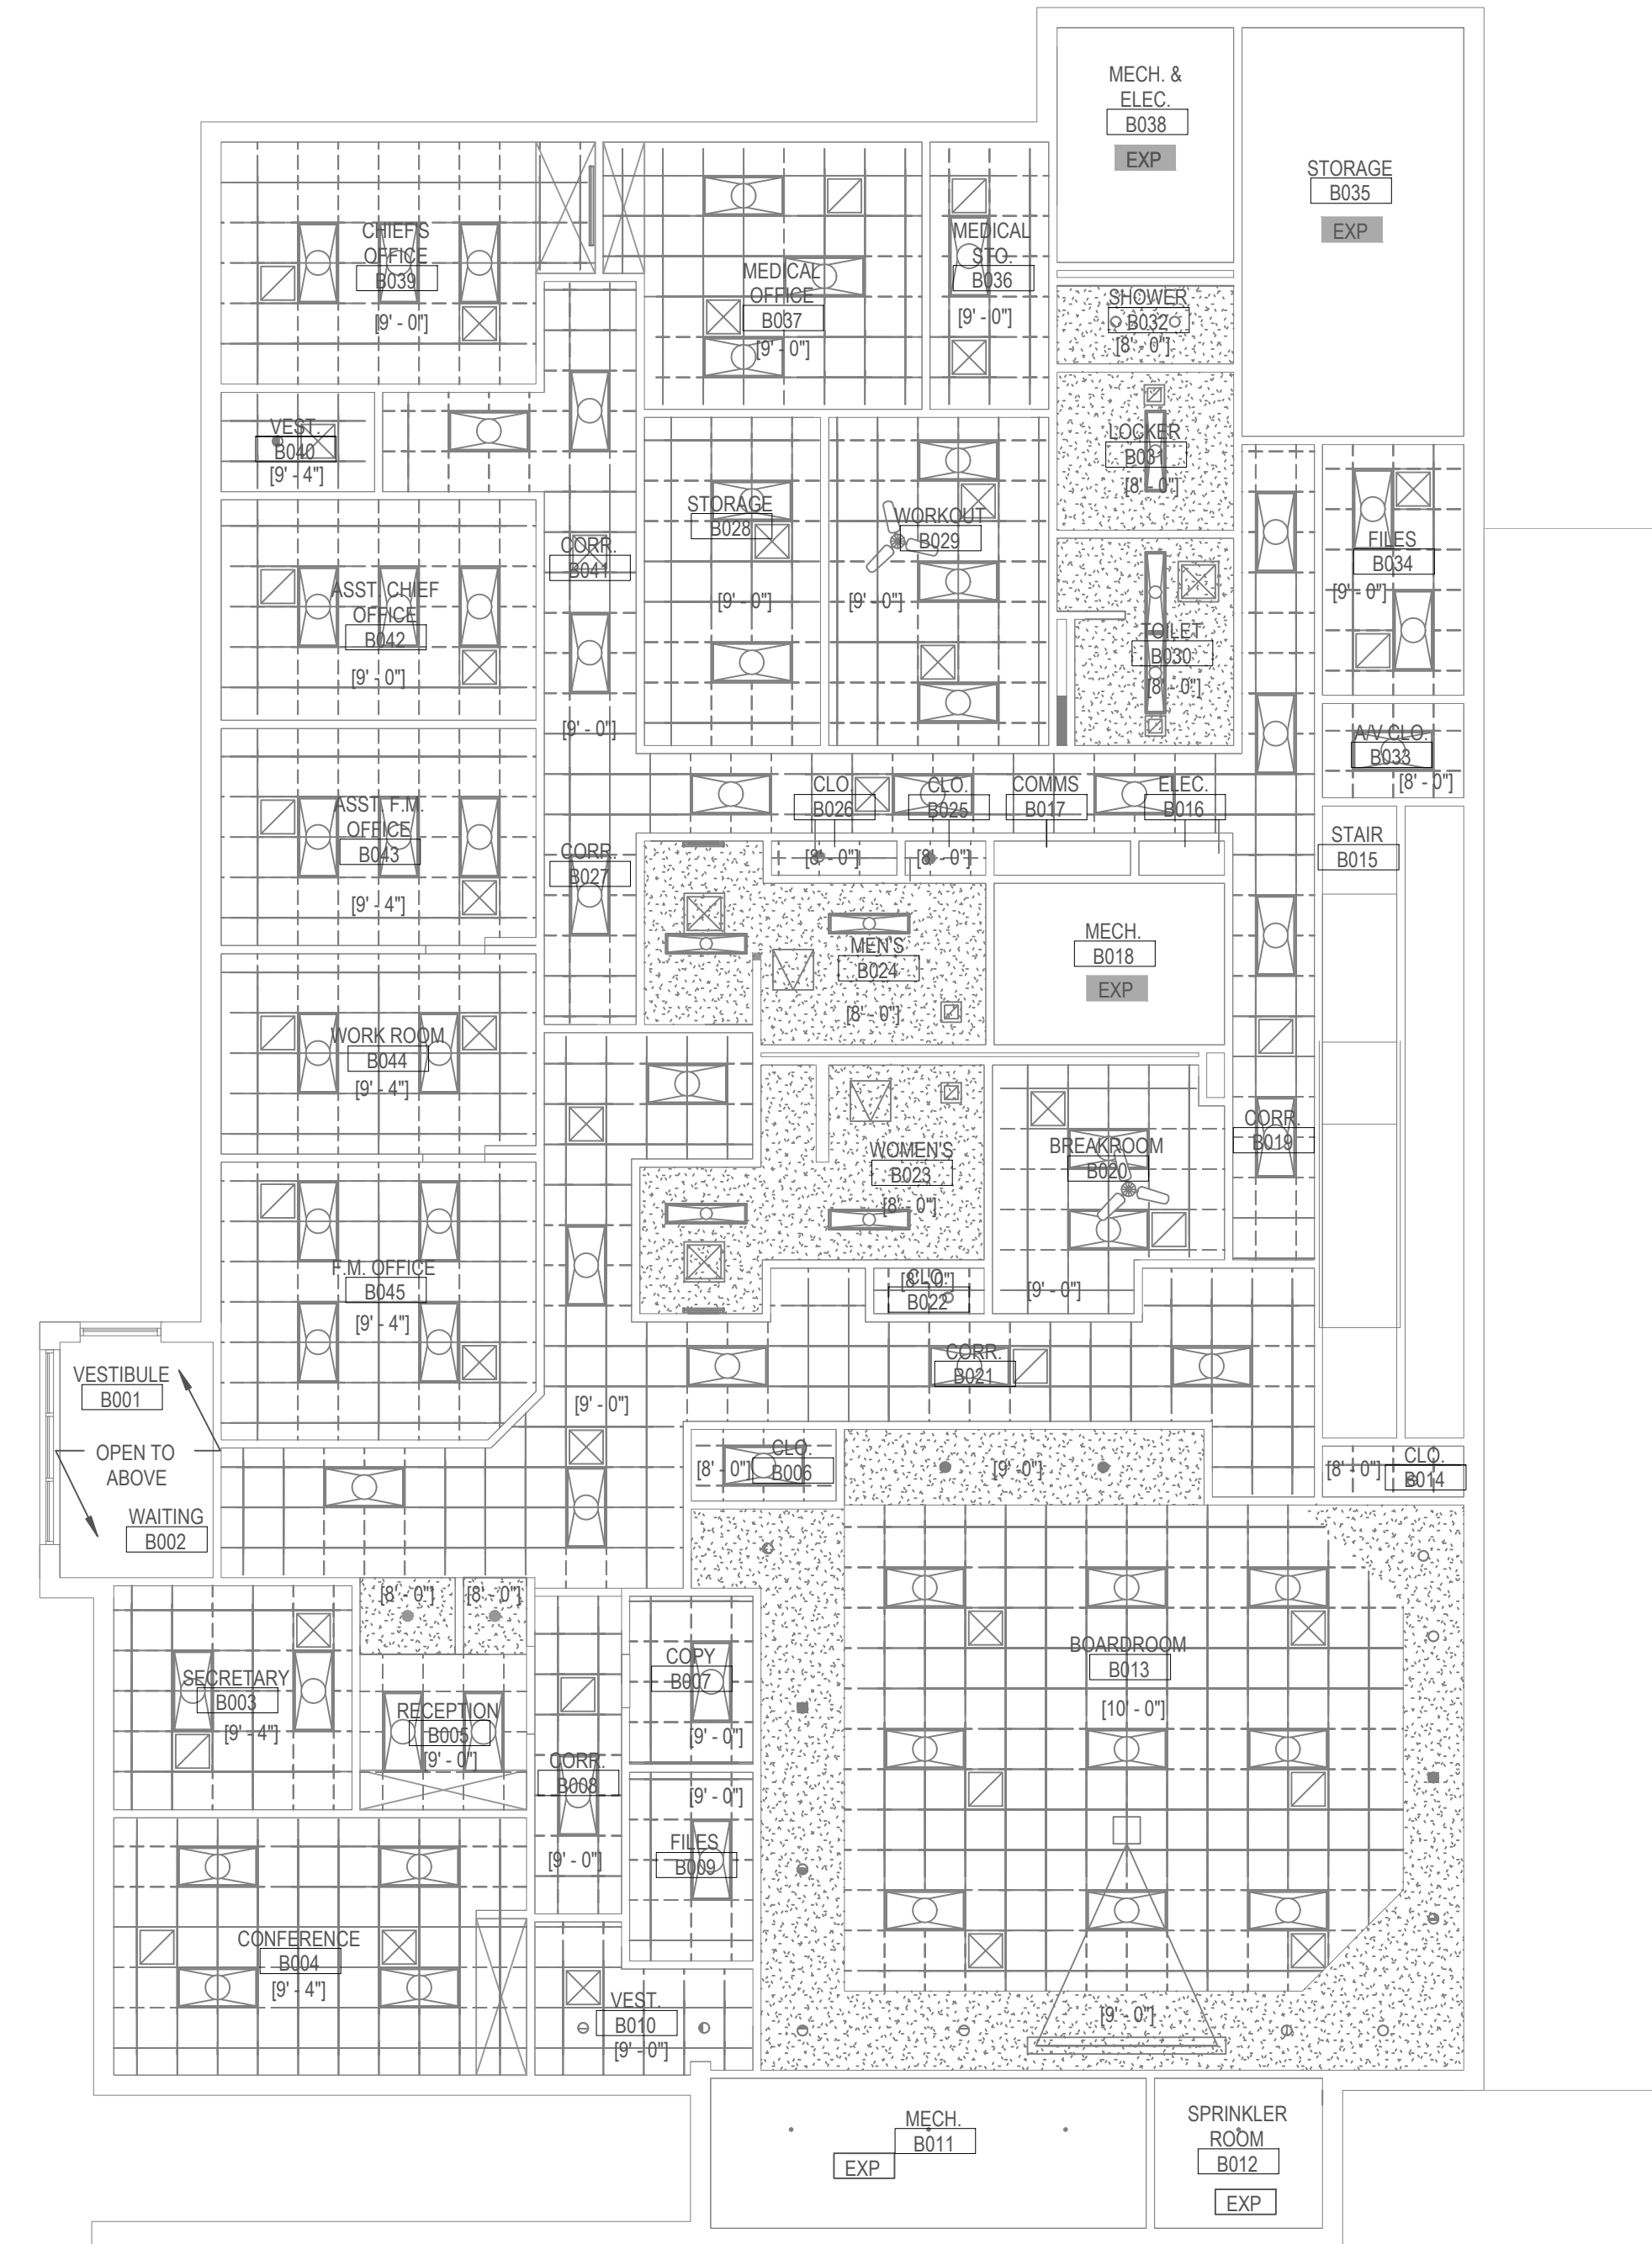 MECH. &
ELEC.
B038
EXP
STORAGE
B035
EXP
CHIEF'S
OFFICE
B039
[9' - 0"]
MEDICAL
OFFICE
B037
[9' - 0"]
MEDICAL
STO.
B036
[9' - 0"]
SHOWER
B032
[8' - 0"]
VEST.
B040
[9' - 4"]
LOCKER
B031
[8' - 0"]
STORAGE
B028
[9' - 0"]
WORKOUT
B029
[9' - 0"]
CORR.
B041
[9' - 0"]
FILES
B034
[9' - 0"]
ASST. CHIEF
OFFICE
B042
[9' - 0"]
TOILET
B030
[8' - 0"]
A/V CLO.
B033
[8' - 0"]
CLO.
B026
[8' - 0"]
CLO.
B025
[8' - 0"]
COMMS
B017
ELEC.
B016
STAIR
B015
ASST. F.M.
OFFICE
B043
[9' - 4"]
CORR.
B027
MEN'S
B024
[8' - 0"]
MECH.
B018
EXP
WORK ROOM
B044
[9' - 4"]
CORR.
B019
WOMEN'S
B023
[8' - 0"]
BREAKROOM
B020
[9' - 0"]
F.M. OFFICE
B045
[9' - 4"]
CLO.
[8' - 0"]
B022
VESTIBULE
B001
OPEN TO
ABOVE
WAITING
B002
CORR.
B021
[9' - 0"]
CLO.
B006
[8' - 0"]
[9' - 0"]
CLO.
B014
[8' - 0"]
[8' - 0"]
[8' - 0"]
SECRETARY
B003
[9' - 4"]
RECEPTION
B005
[9' - 0"]
COPY
B007
[9' - 0"]
BOARDROOM
B013
[10' - 0"]
CORR.
B008
[9' - 0"]
[9' - 0"]
FILES
B009
CONFERENCE
B004
[9' - 4"]
VEST.
B010
[9' - 0"]
[9' - 0"]
MECH.
B011
EXP
SPRINKLER
ROOM
B012
EXP